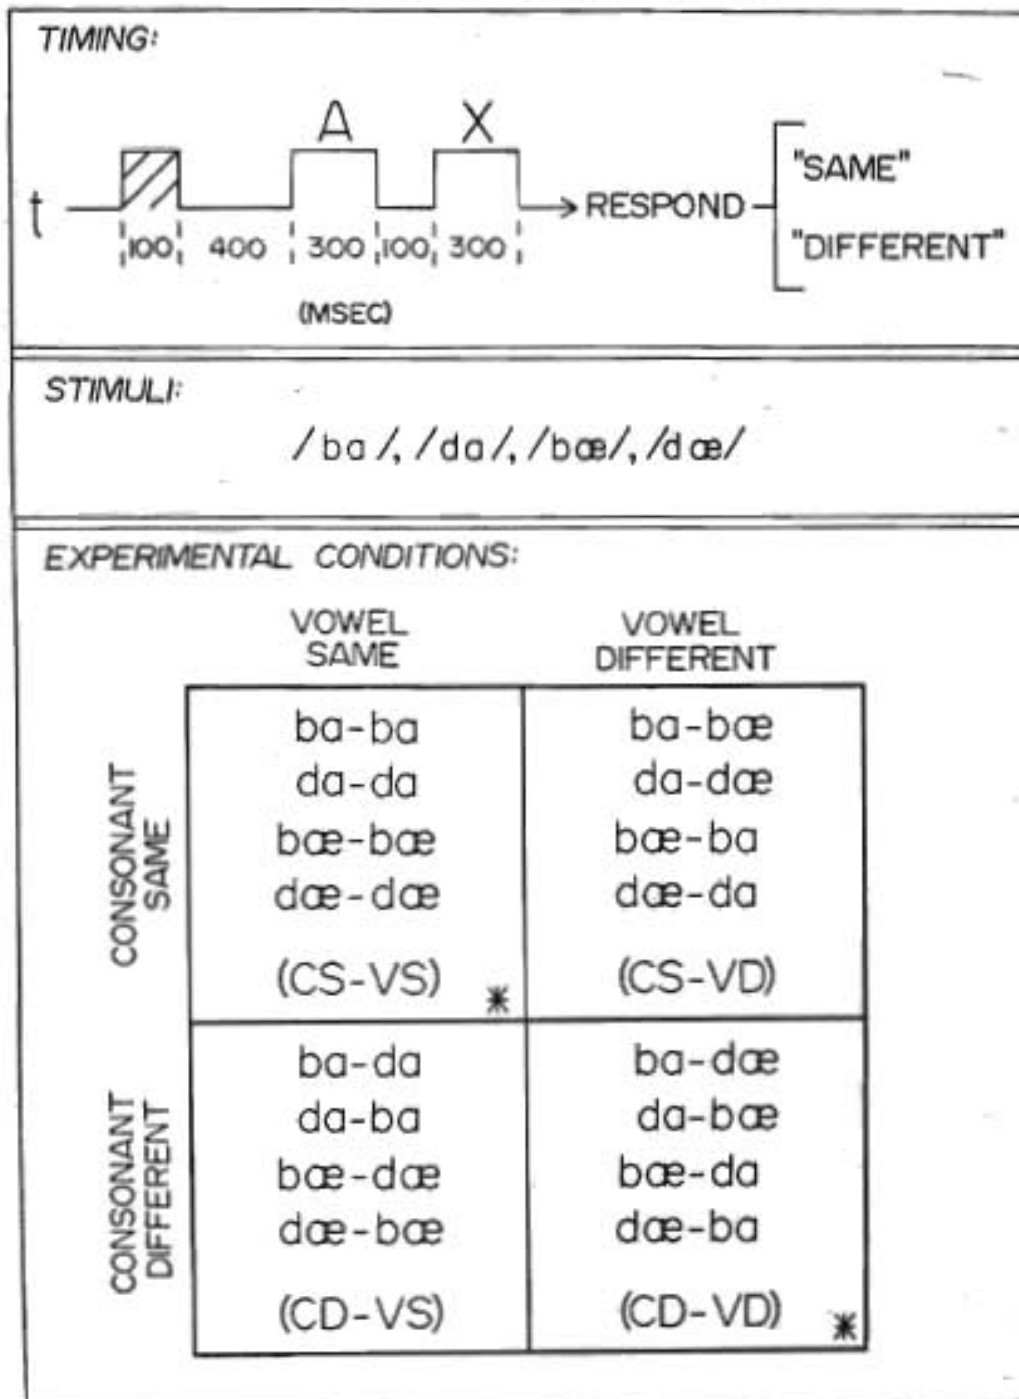 TIMING:
A X
t
RESPOND
"SAME"
"DIFFERENT"
100 400 300 100 300
(MSEC)
STIMULI:
/ba/, /da/, /bæ/, /dæ/
EXPERIMENTAL CONDITIONS:
VOWEL SAME
VOWEL DIFFERENT
CONSONANT SAME
ba-ba
da-da
bæ-bæ
dæ-dæ
(CS-VS) *
ba-bæ
da-dæ
bæ-ba
dæ-da
(CS-VD)
CONSONANT DIFFERENT
ba-da
da-ba
bæ-dæ
dæ-bæ
(CD-VS)
ba-dæ
da-bæ
bæ-da
dæ-ba
(CD-VD) *